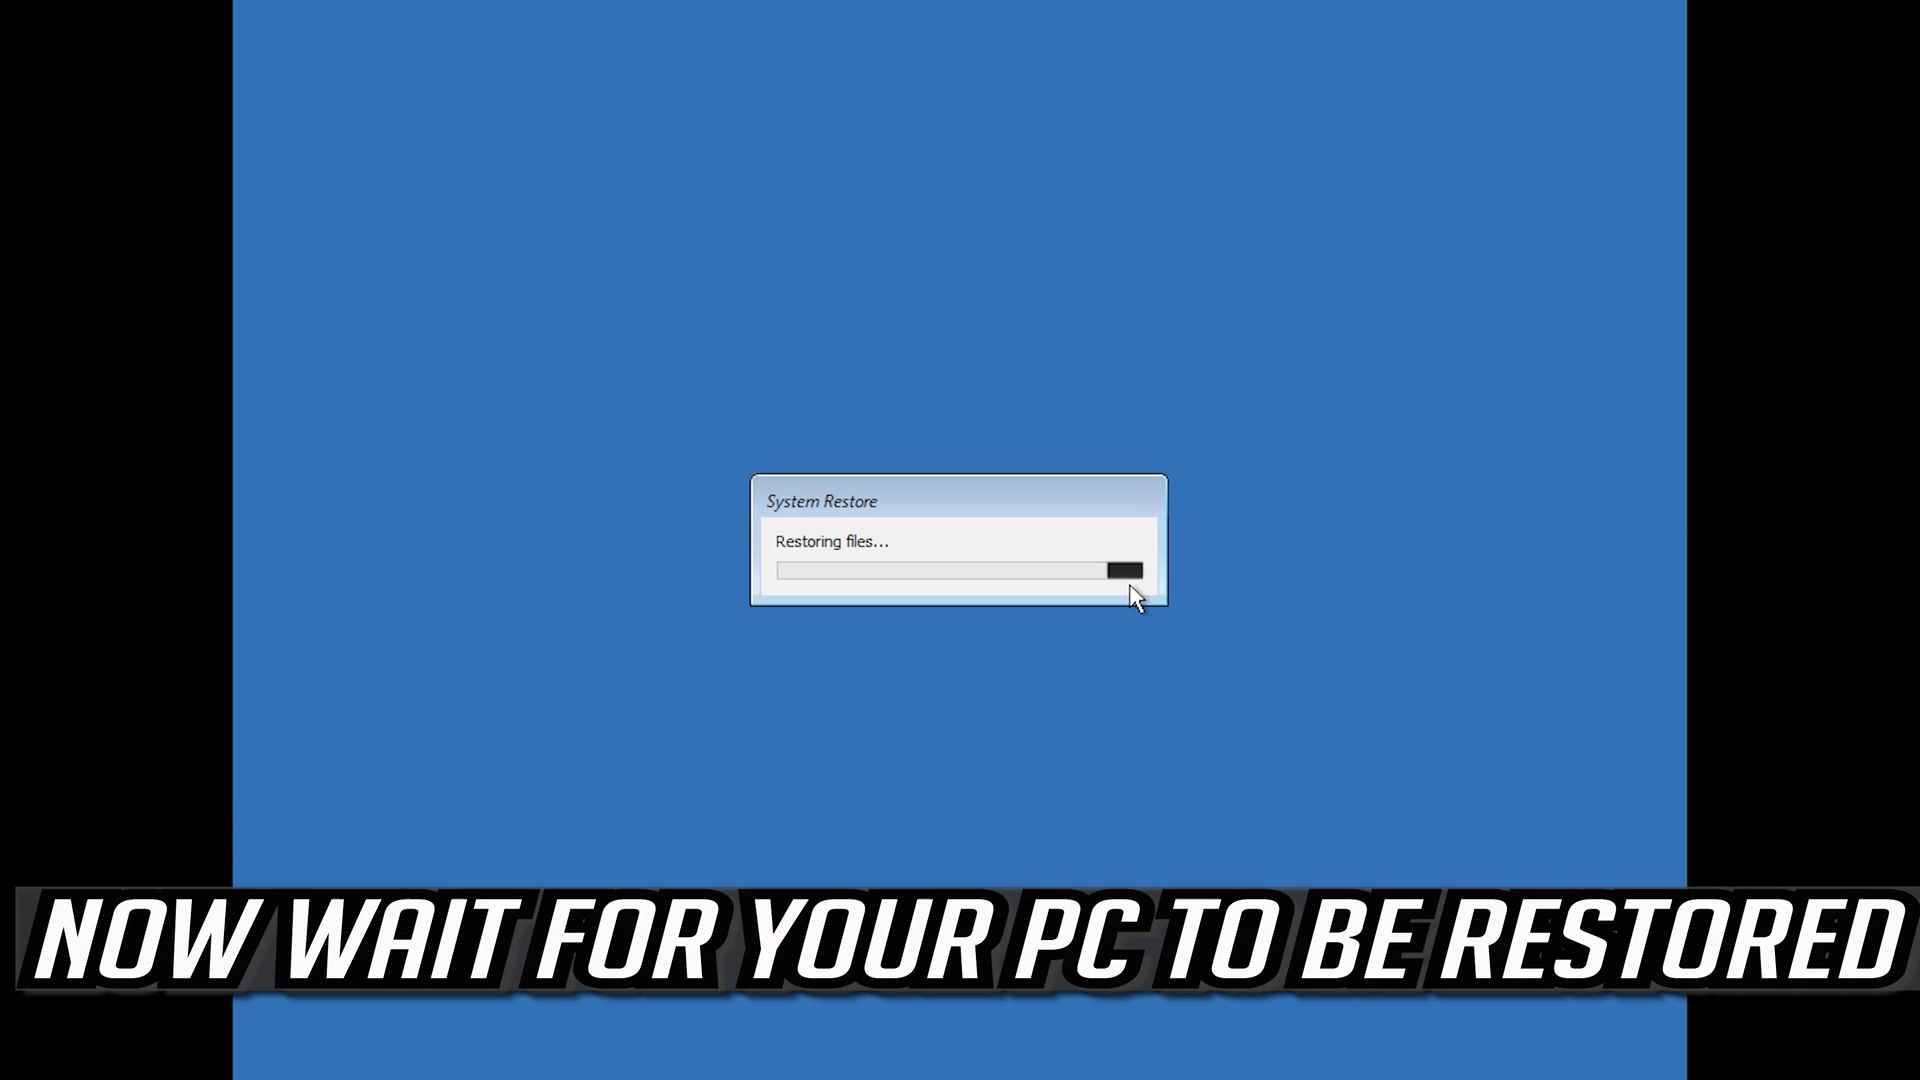 System Restore
Restoring files...
NOW WAIT FOR YOUR PC TO BE RESTORED